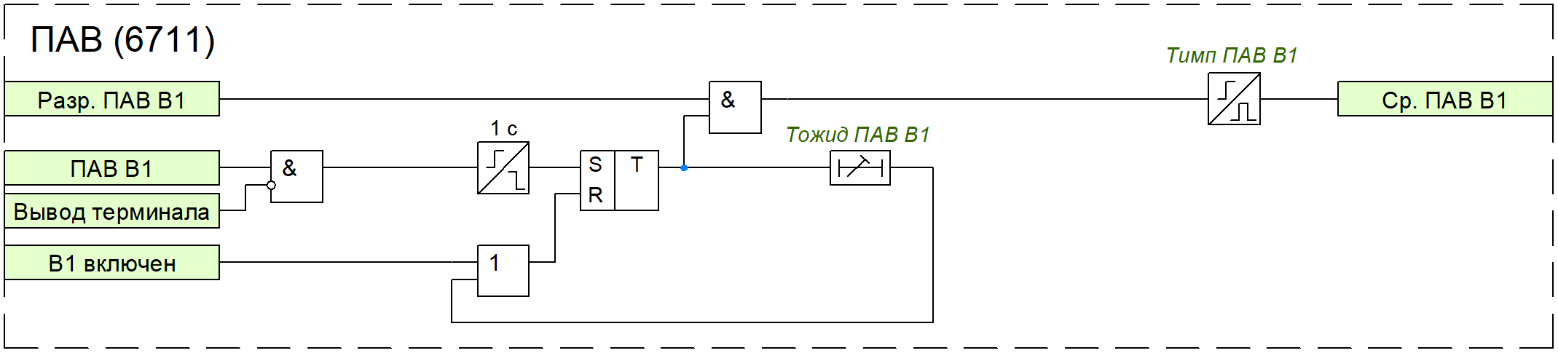 ПАВ (6711)
Тимп ПАВ В1
Разр. ПАВ В1
&
Ср. ПАВ В1
1 с
Тожид ПАВ В1
ПАВ В1
&
S
T
R
Вывод терминала
В1 включен
1